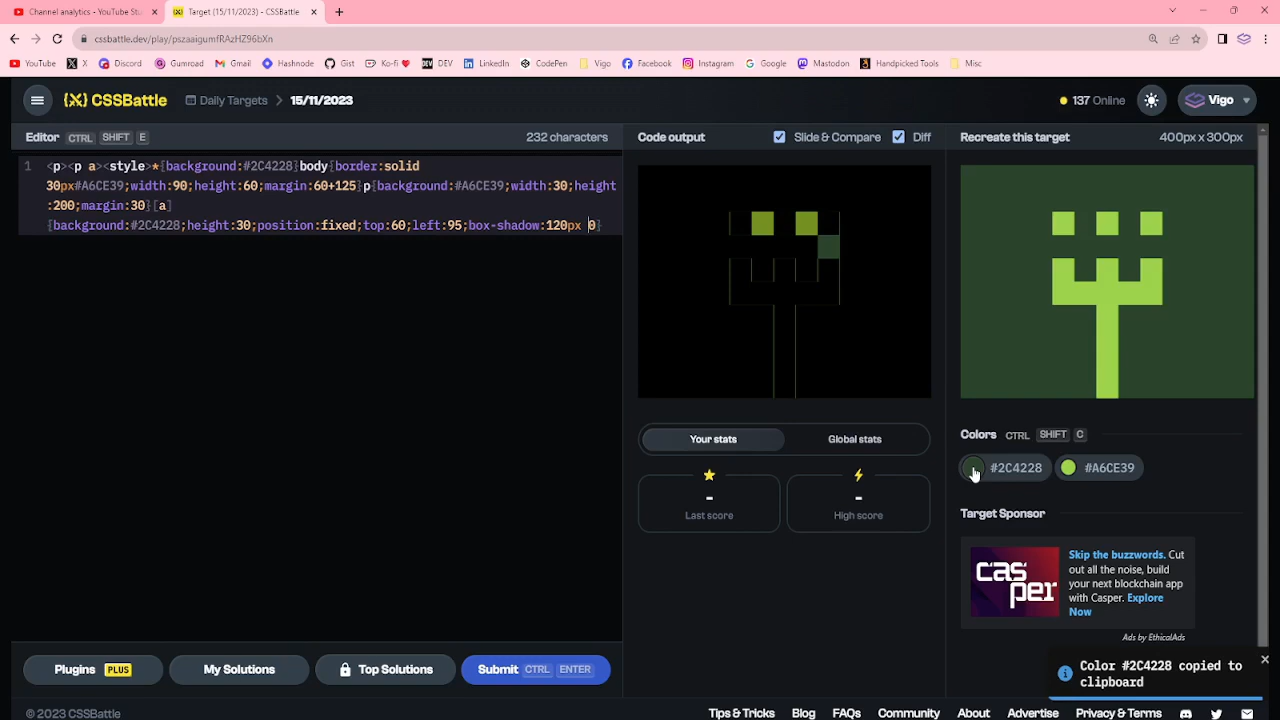 Channel analytics - YouTube Stu
Target (15/11/2023) - CSSBattle
cssbattle.dev/play/pszaaigumfRAzHZ96bXn
YouTube
X
Discord
Gumroad
Gmail
Hashnode
Gist
Ko-fi
DEV
LinkedIn
CodePen
Vigo
Facebook
Instagram
Google
Mastodon
Handpicked Tools
Misc
CSSBattle
Daily Targets
15/11/2023
137 Online
Vigo
Editor CTRL SHIFT E
232 characters
Code output
Slide & Compare
Diff
Recreate this target
400px x 300px
1
<p><p a><style>*{background:#2C4228}body{border:solid
30px#A6CE39;width:90;height:60;margin:60+125}p{background:#A6CE39;width:30;height
:200;margin:30}[a]
{background:#2C4228;height:30;position:fixed;top:60;left:95;box-shadow:120px 0}
Your stats
Global stats
-
Last score
-
High score
Colors CTRL SHIFT C
#2C4228
#A6CE39
Target Sponsor
casper
Skip the buzzwords. Cut
out all the noise, build
your next blockchain app
with Casper. Explore
Now
Ads by EthicalAds
Color #2C4228 copied to
clipboard
Plugins PLUS
My Solutions
Top Solutions
Submit CTRL ENTER
© 2023 CSSBattle
Tips & Tricks
Blog
FAQs
Community
About
Advertise
Privacy & Terms